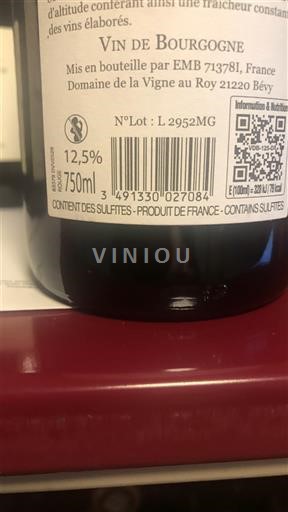 d'altitude conférant ainsi une fraîcheur constan
des vins élaborés.
VIN DE BOURGOGNE
Mis en bouteille par EMB 71378I, France
Domaine de la Vigne au Roy 21220 Bévy
Information & Nutrition
N°Lot : L 2952MG
12,5%
750ml
ROUGE
3 491330 027084
E (100ml) = 328 kJ / 79 kcal
CONTIENT DES SULFITES - PRODUIT DE FRANCE - CONTAINS SULFITES
VINIOU